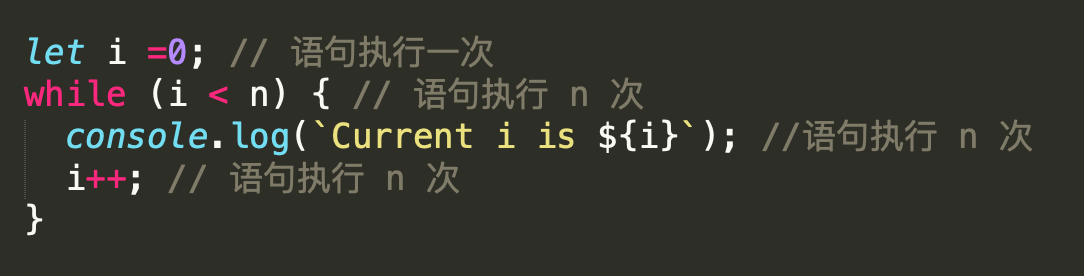 let i =0; // 语句执行一次
while (i < n) { // 语句执行 n 次
  console.log(`Current i is ${i}`); //语句执行 n 次
  i++; // 语句执行 n 次
}